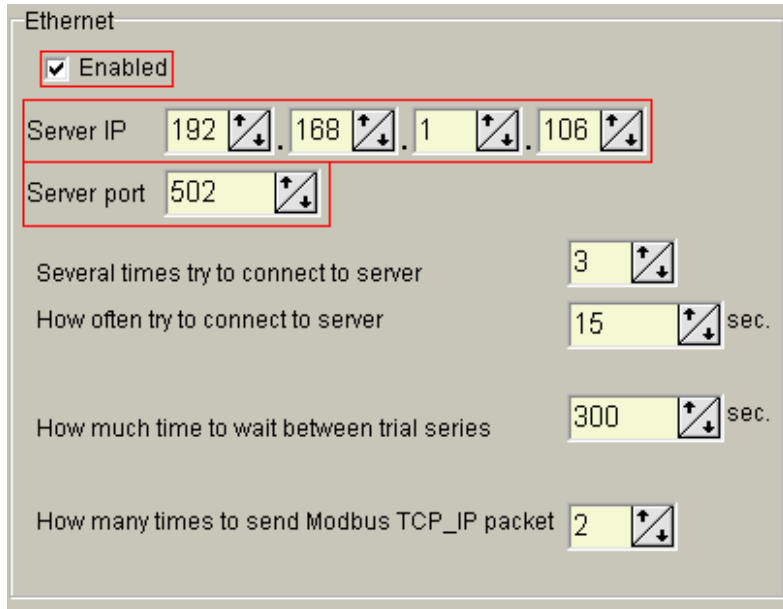 Ethernet
Enabled
Server IP 192 . 168 . 1 . 106
Server port 502
Several times try to connect to server 3
How often try to connect to server 15 sec.
How much time to wait between trial series 300 sec.
How many times to send Modbus TCP_IP packet 2